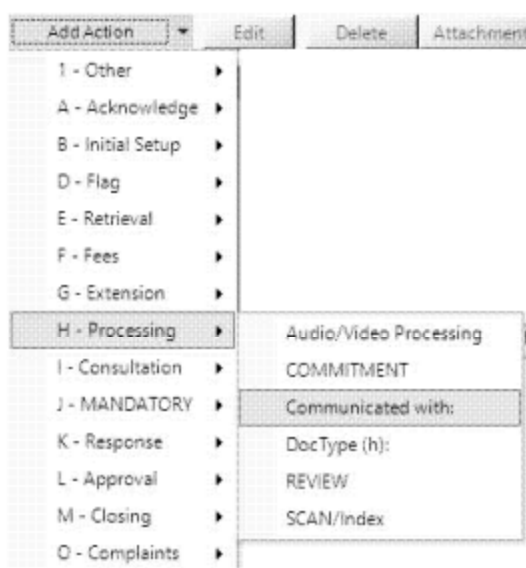 Add Action Edit Delete Attachment
1 - Other
A - Acknowledge
B - Initial Setup
D - Flag
E - Retrieval
F - Fees
G - Extension
H - Processing
Audio/Video Processing
I - Consultation
COMMITMENT
J - MANDATORY
Communicated with:
K - Response
DocType (h):
L - Approval
REVIEW
M - Closing
SCAN/Index
O - Complaints